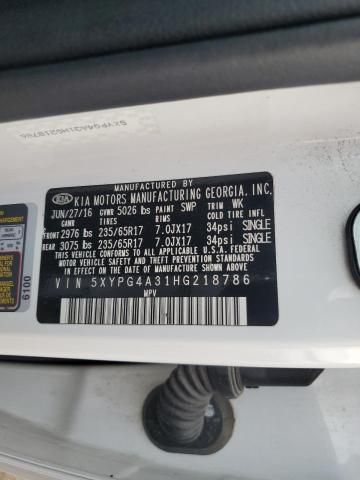 MANUFACTURED BY
KIA KIA MOTORS MANUFACTURING GEORGIA, INC.
JUN/27/16 GVWR 5026 lbs PAINT SWP TRIM WK
TIRES RIMS COLD TIRE INFL
FRONT 2976 lbs 235/65R17 7.0JX17 34psi SINGLE
REAR 3075 lbs 235/65R17 7.0JX17 34psi SINGLE
THIS VEHICLE CONFORMS TO ALL APPLICABLE U.S.A. FEDERAL
MOTOR VEHICLE SAFETY AND THEFT PREVENTION
STANDARDS IN EFFECT ON THE DATE OF MANUFACTURE SHOWN ABOVE.
VIN 5XYPG4A31HG218786
MPV
6100